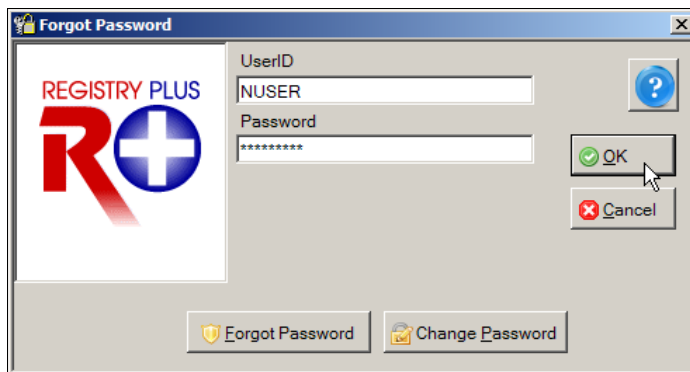 Forgot Password
UserID
REGISTRY PLUS
NUSER
R+
Password
*********
OK
Cancel
Forgot Password
Change Password
?